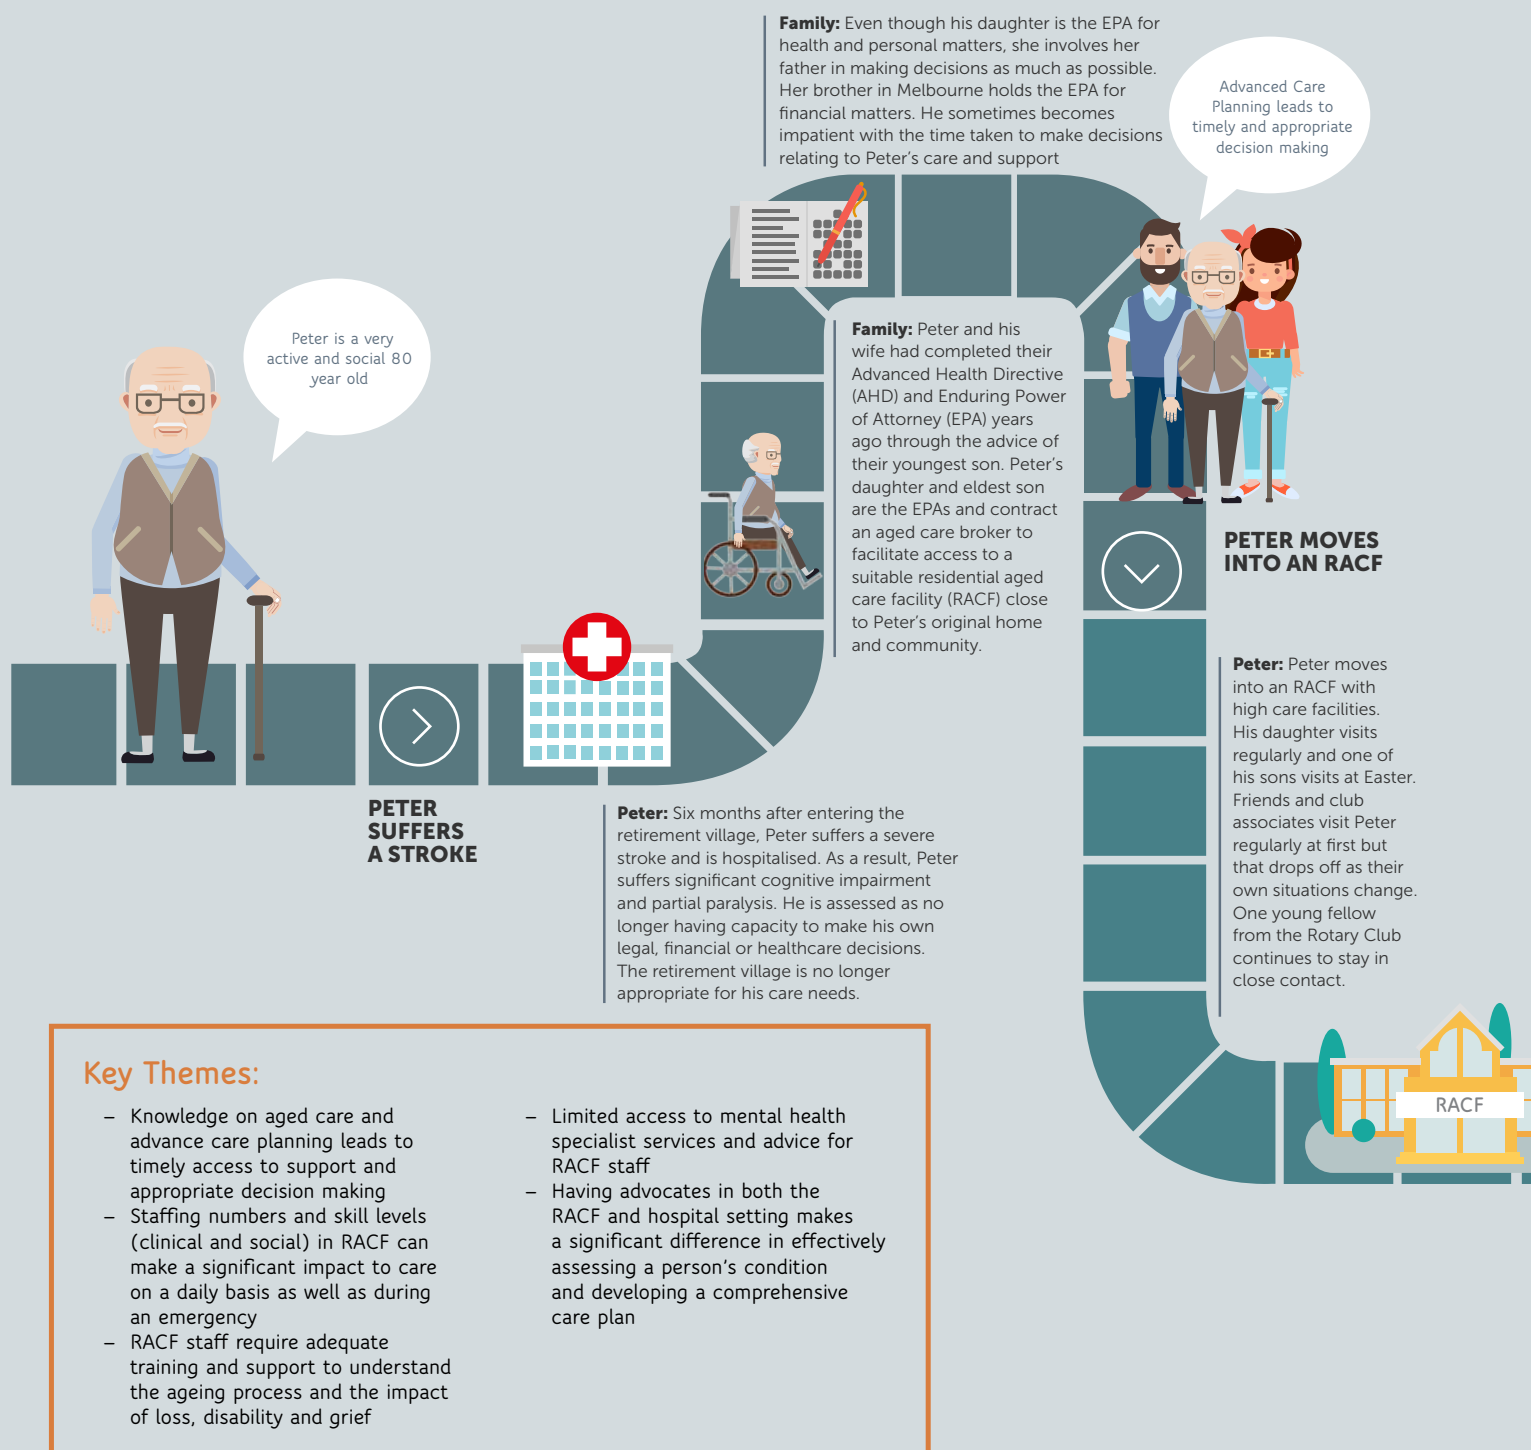 Family: Even though his daughter is the EPA for
health and personal matters, she involves her
father in making decisions as much as possible.
Her brother in Melbourne holds the EPA for
financial matters. He sometimes becomes
impatient with the time taken to make decisions
relating to Peter's care and support
Advanced Care
Planning leads to
timely and appropriate
decision making
Peter is a very
active and social 80
year old
Family: Peter and his
wife had completed their
Advanced Health Directive
(AHD) and Enduring Power
of Attorney (EPA) years
ago through the advice of
their youngest son. Peter's
daughter and eldest son
are the EPAs and contract
an aged care broker to
facilitate access to a
suitable residential aged
care facility (RACF) close
to Peter's original home
and community.
PETER MOVES
INTO AN RACF
Peter: Peter moves
into an RACF with
high care facilities.
His daughter visits
regularly and one of
his sons visits at Easter.
Friends and club
associates visit Peter
regularly at first but
that drops off as their
own situations change.
One young fellow
from the Rotary Club
continues to stay in
close contact.
PETER
SUFFERS
A STROKE
Peter: Six months after entering the
retirement village, Peter suffers a severe
stroke and is hospitalised. As a result, Peter
suffers significant cognitive impairment
and partial paralysis. He is assessed as no
longer having capacity to make his own
legal, financial or healthcare decisions.
The retirement village is no longer
appropriate for his care needs.
RACF
Key Themes:
– Knowledge on aged care and
advance care planning leads to
timely access to support and
appropriate decision making
– Staffing numbers and skill levels
(clinical and social) in RACF can
make a significant impact to care
on a daily basis as well as during
an emergency
– RACF staff require adequate
training and support to understand
the ageing process and the impact
of loss, disability and grief
– Limited access to mental health
specialist services and advice for
RACF staff
– Having advocates in both the
RACF and hospital setting makes
a significant difference in effectively
assessing a person's condition
and developing a comprehensive
care plan